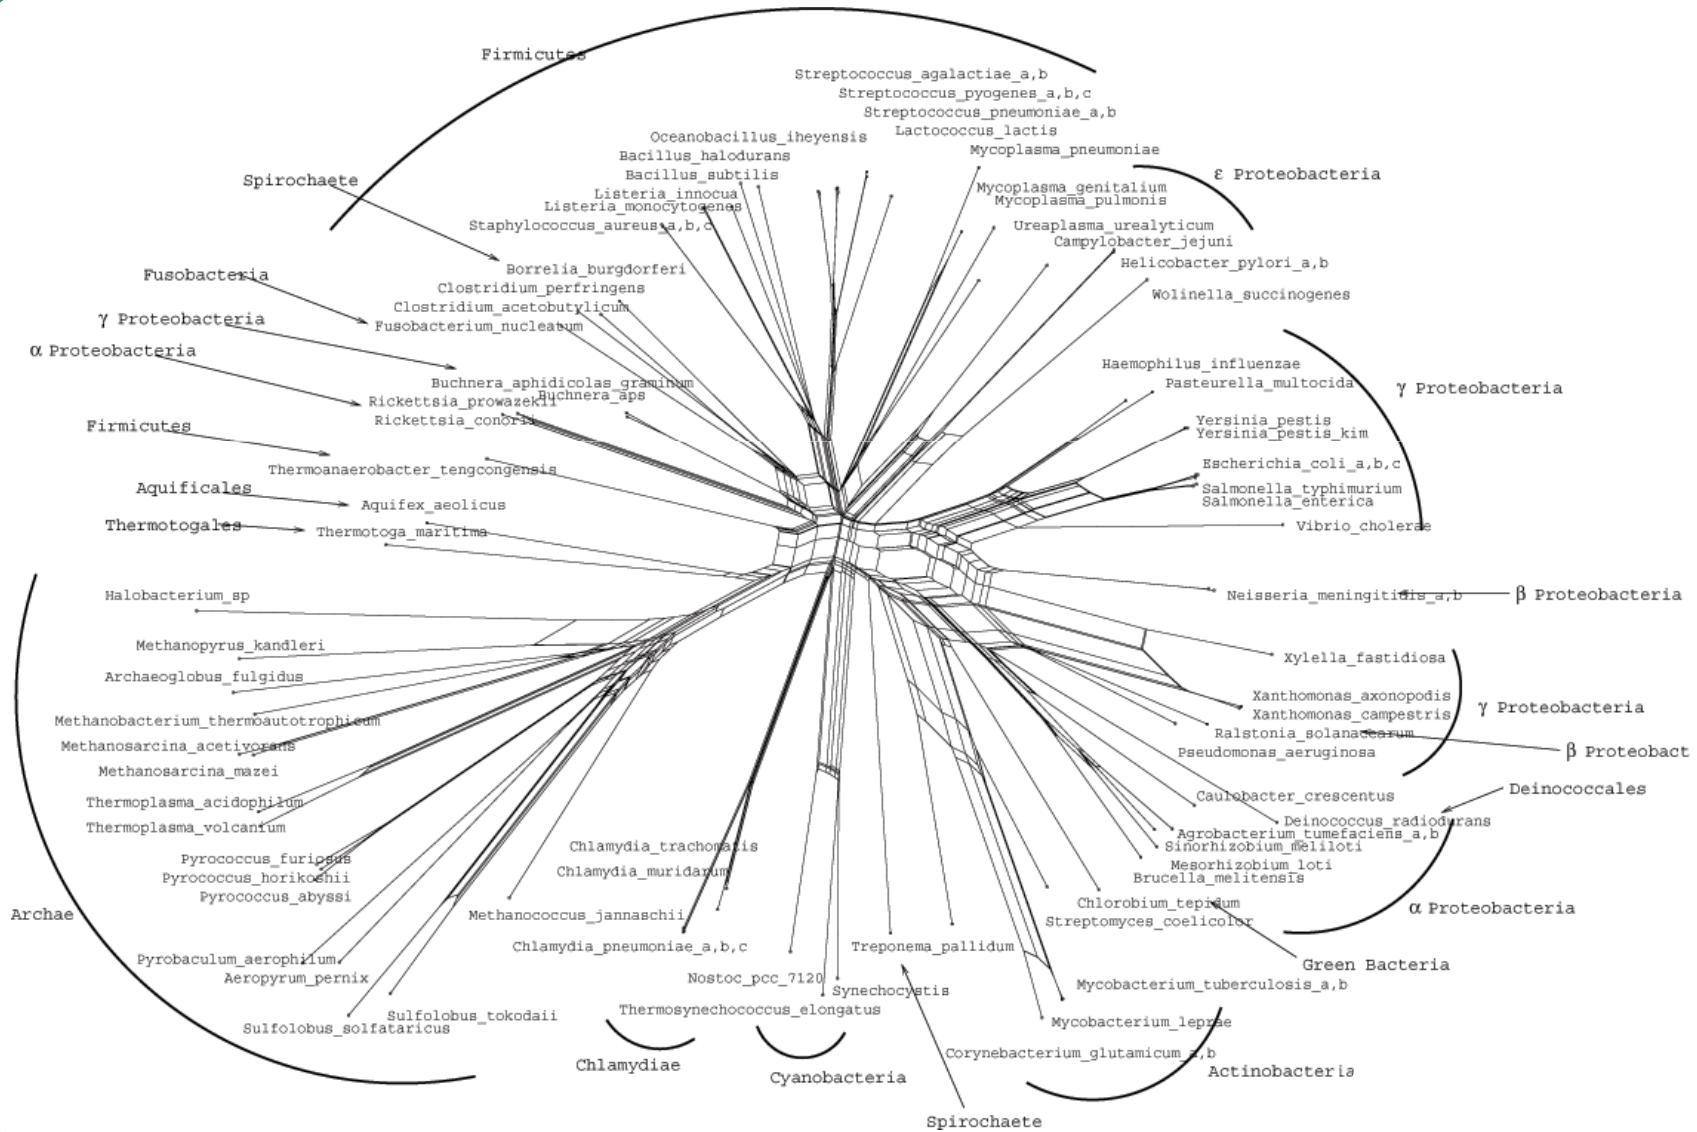 Firmicutes
Streptococcus_agalactiae_a,b
Streptococcus_pyogenes_a,b,c
Streptococcus_pneumoniae_a,b
Lactococcus_lactis
Oceanobacillus_iheyensis
Mycoplasma_pneumoniae
Bacillus_halodurans
Bacillus_subtilis
ε Proteobacteria
Spirochaete
Mycoplasma_genitalium
Listeria_innocua
Mycoplasma_pulmonis
Listeria_monocytogenes
Staphylococcus_aureus_a,b,c
Ureaplasma_urealyticum
Campylobacter_jejuni
Helicobacter_pylori_a,b
Borrelia_burgdorferi
Fusobacteria
Clostridium_perfringens
Wolinella_succinogenes
Clostridium_acetobutylicum
γ Proteobacteria
Fusobacterium_nucleatum
α Proteobacteria
Haemophilus_influenzae
Buchnera_aphidicolas_graminum
Pasteurella_multocida
γ Proteobacteria
Buchnera_aps
Rickettsia_prowazekii
Rickettsia_conorii
Yersinia_pestis
Firmicutes
Yersinia_pestis_kim
Thermoanaerobacter_tengcongensis
Escherichia_coli_a,b,c
Aquificales
Salmonella_typhimurium
Aquifex_aeolicus
Salmonella_enterica
Thermotogales
Thermotoga_maritima
Vibrio_cholerae
Halobacterium_sp
Neisseria_meningitidis_a,b
β Proteobacteria
Methanopyrus_kandleri
Xylella_fastidiosa
Archaeoglobus_fulgidus
Xanthomonas_axonopodis
γ Proteobacteria
Methanobacterium_thermoautotrophicum
Xanthomonas_campestris
Ralstonia_solanacearum
Methanosarcina_acetivorans
Pseudomonas_aeruginosa
β Proteobact
Methanosarcina_mazei
Deinococcales
Thermoplasma_acidophilum
Caulobacter_crescentus
Thermoplasma_volcanium
Deinococcus_radiodurans
Agrobacterium_tumefaciens_a,b
Chlamydia_trachomatis
Sinorhizobium_meliloti
Pyrococcus_furiosus
Mesorhizobium_loti
Chlamydia_muridarum
Pyrococcus_horikoshii
Brucella_melitensis
Pyrococcus_abyssi
Chlorobium_tepidum
α Proteobacteria
Archae
Methanococcus_jannaschii
Streptomyces_coelicolor
Chlamydia_pneumoniae_a,b,c
Treponema_pallidum
Pyrobaculum_aerophilum
Green Bacteria
Aeropyrum_pernix
Nostoc_pcc_7120
Synechocystis
Mycobacterium_tuberculosis_a,b
Thermosynechococcus_elongatus
Sulfolobus_tokodaii
Mycobacterium_leprae
Sulfolobus_solfataricus
Corynebacterium_glutamicum_a,b
Chlamydiae
Cyanobacteria
Actinobacteria
Spirochaete